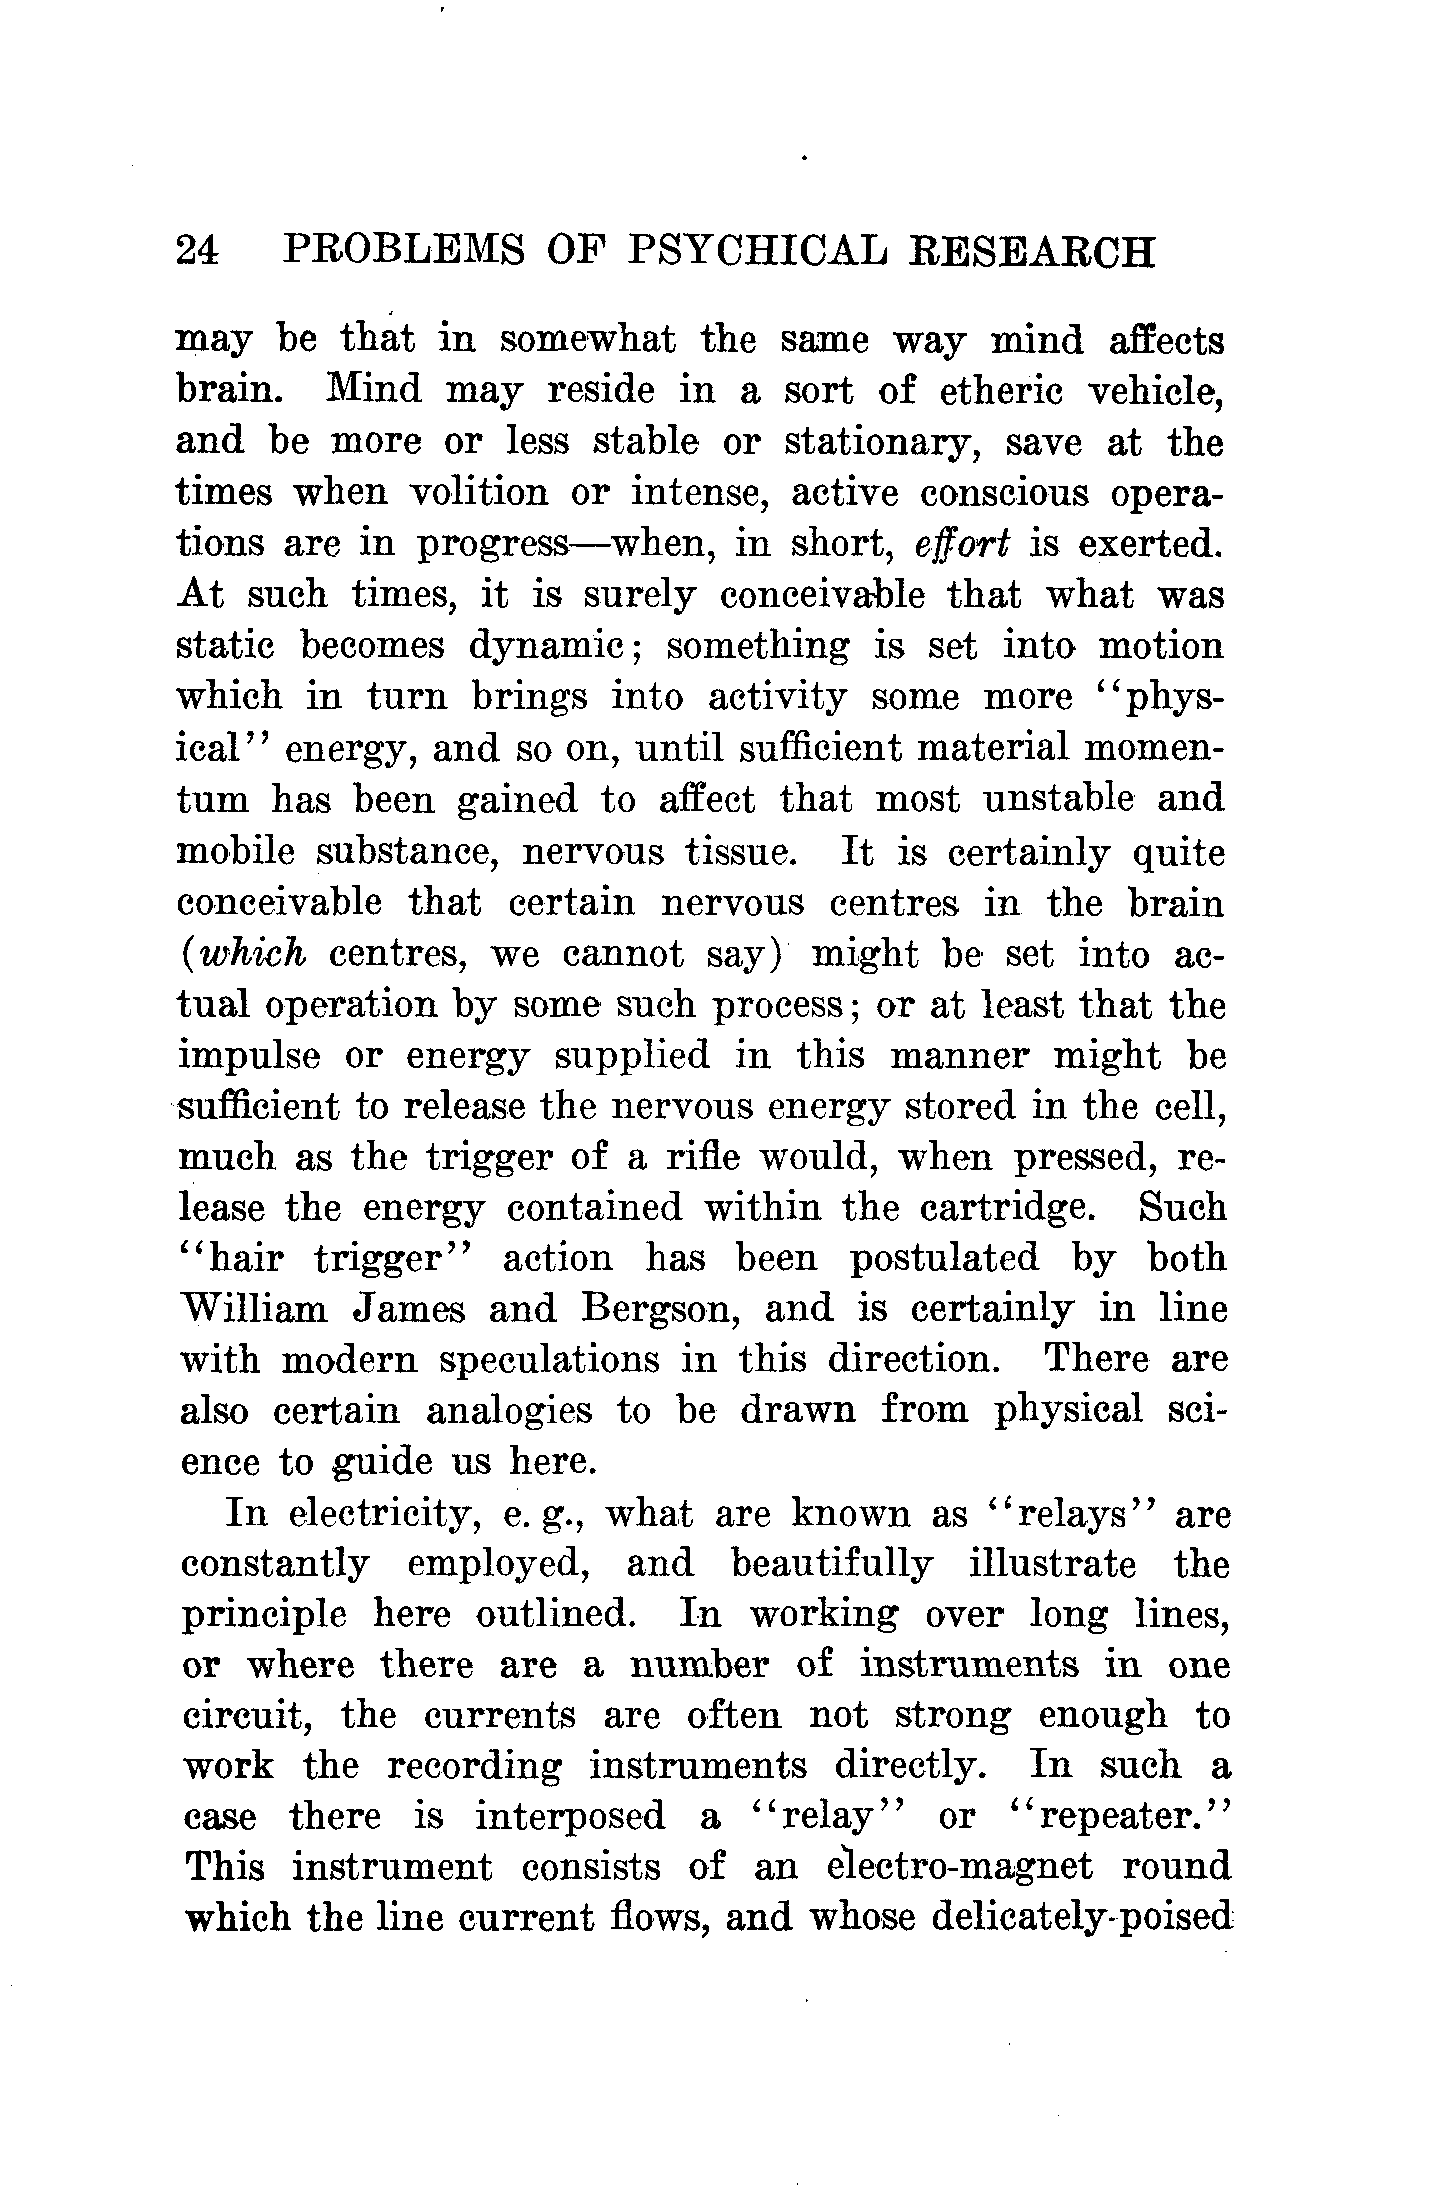 24 PROBLEMS OF PSYCHICAL RESEARCH
may be that in somewhat the same way mind affects
brain. Mind may reside in a sort of etheric vehicle,
and be more or less stable or stationary, save at the
times when volition or intense, active conscious opera-
tions are in progress—when, in short, effort is exerted.
At such times, it is surely conceivable that what was
static becomes dynamic; something is set into motion
which in turn brings into activity some more "phys-
ical" energy, and so on, until sufficient material momen-
tum has been gained to affect that most unstable and
mobile substance, nervous tissue. It is certainly quite
conceivable that certain nervous centres in the brain
(which centres, we cannot say) might be set into ac-
tual operation by some such process; or at least that the
impulse or energy supplied in this manner might be
sufficient to release the nervous energy stored in the cell,
much as the trigger of a rifle would, when pressed, re-
lease the energy contained within the cartridge. Such
"hair trigger" action has been postulated by both
William James and Bergson, and is certainly in line
with modern speculations in this direction. There are
also certain analogies to be drawn from physical sci-
ence to guide us here.
In electricity, e. g., what are known as "relays" are
constantly employed, and beautifully illustrate the
principle here outlined. In working over long lines,
or where there are a number of instruments in one
circuit, the currents are often not strong enough to
work the recording instruments directly. In such a
case there is interposed a "relay" or "repeater."
This instrument consists of an electro-magnet round
which the line current flows, and whose delicately-poised